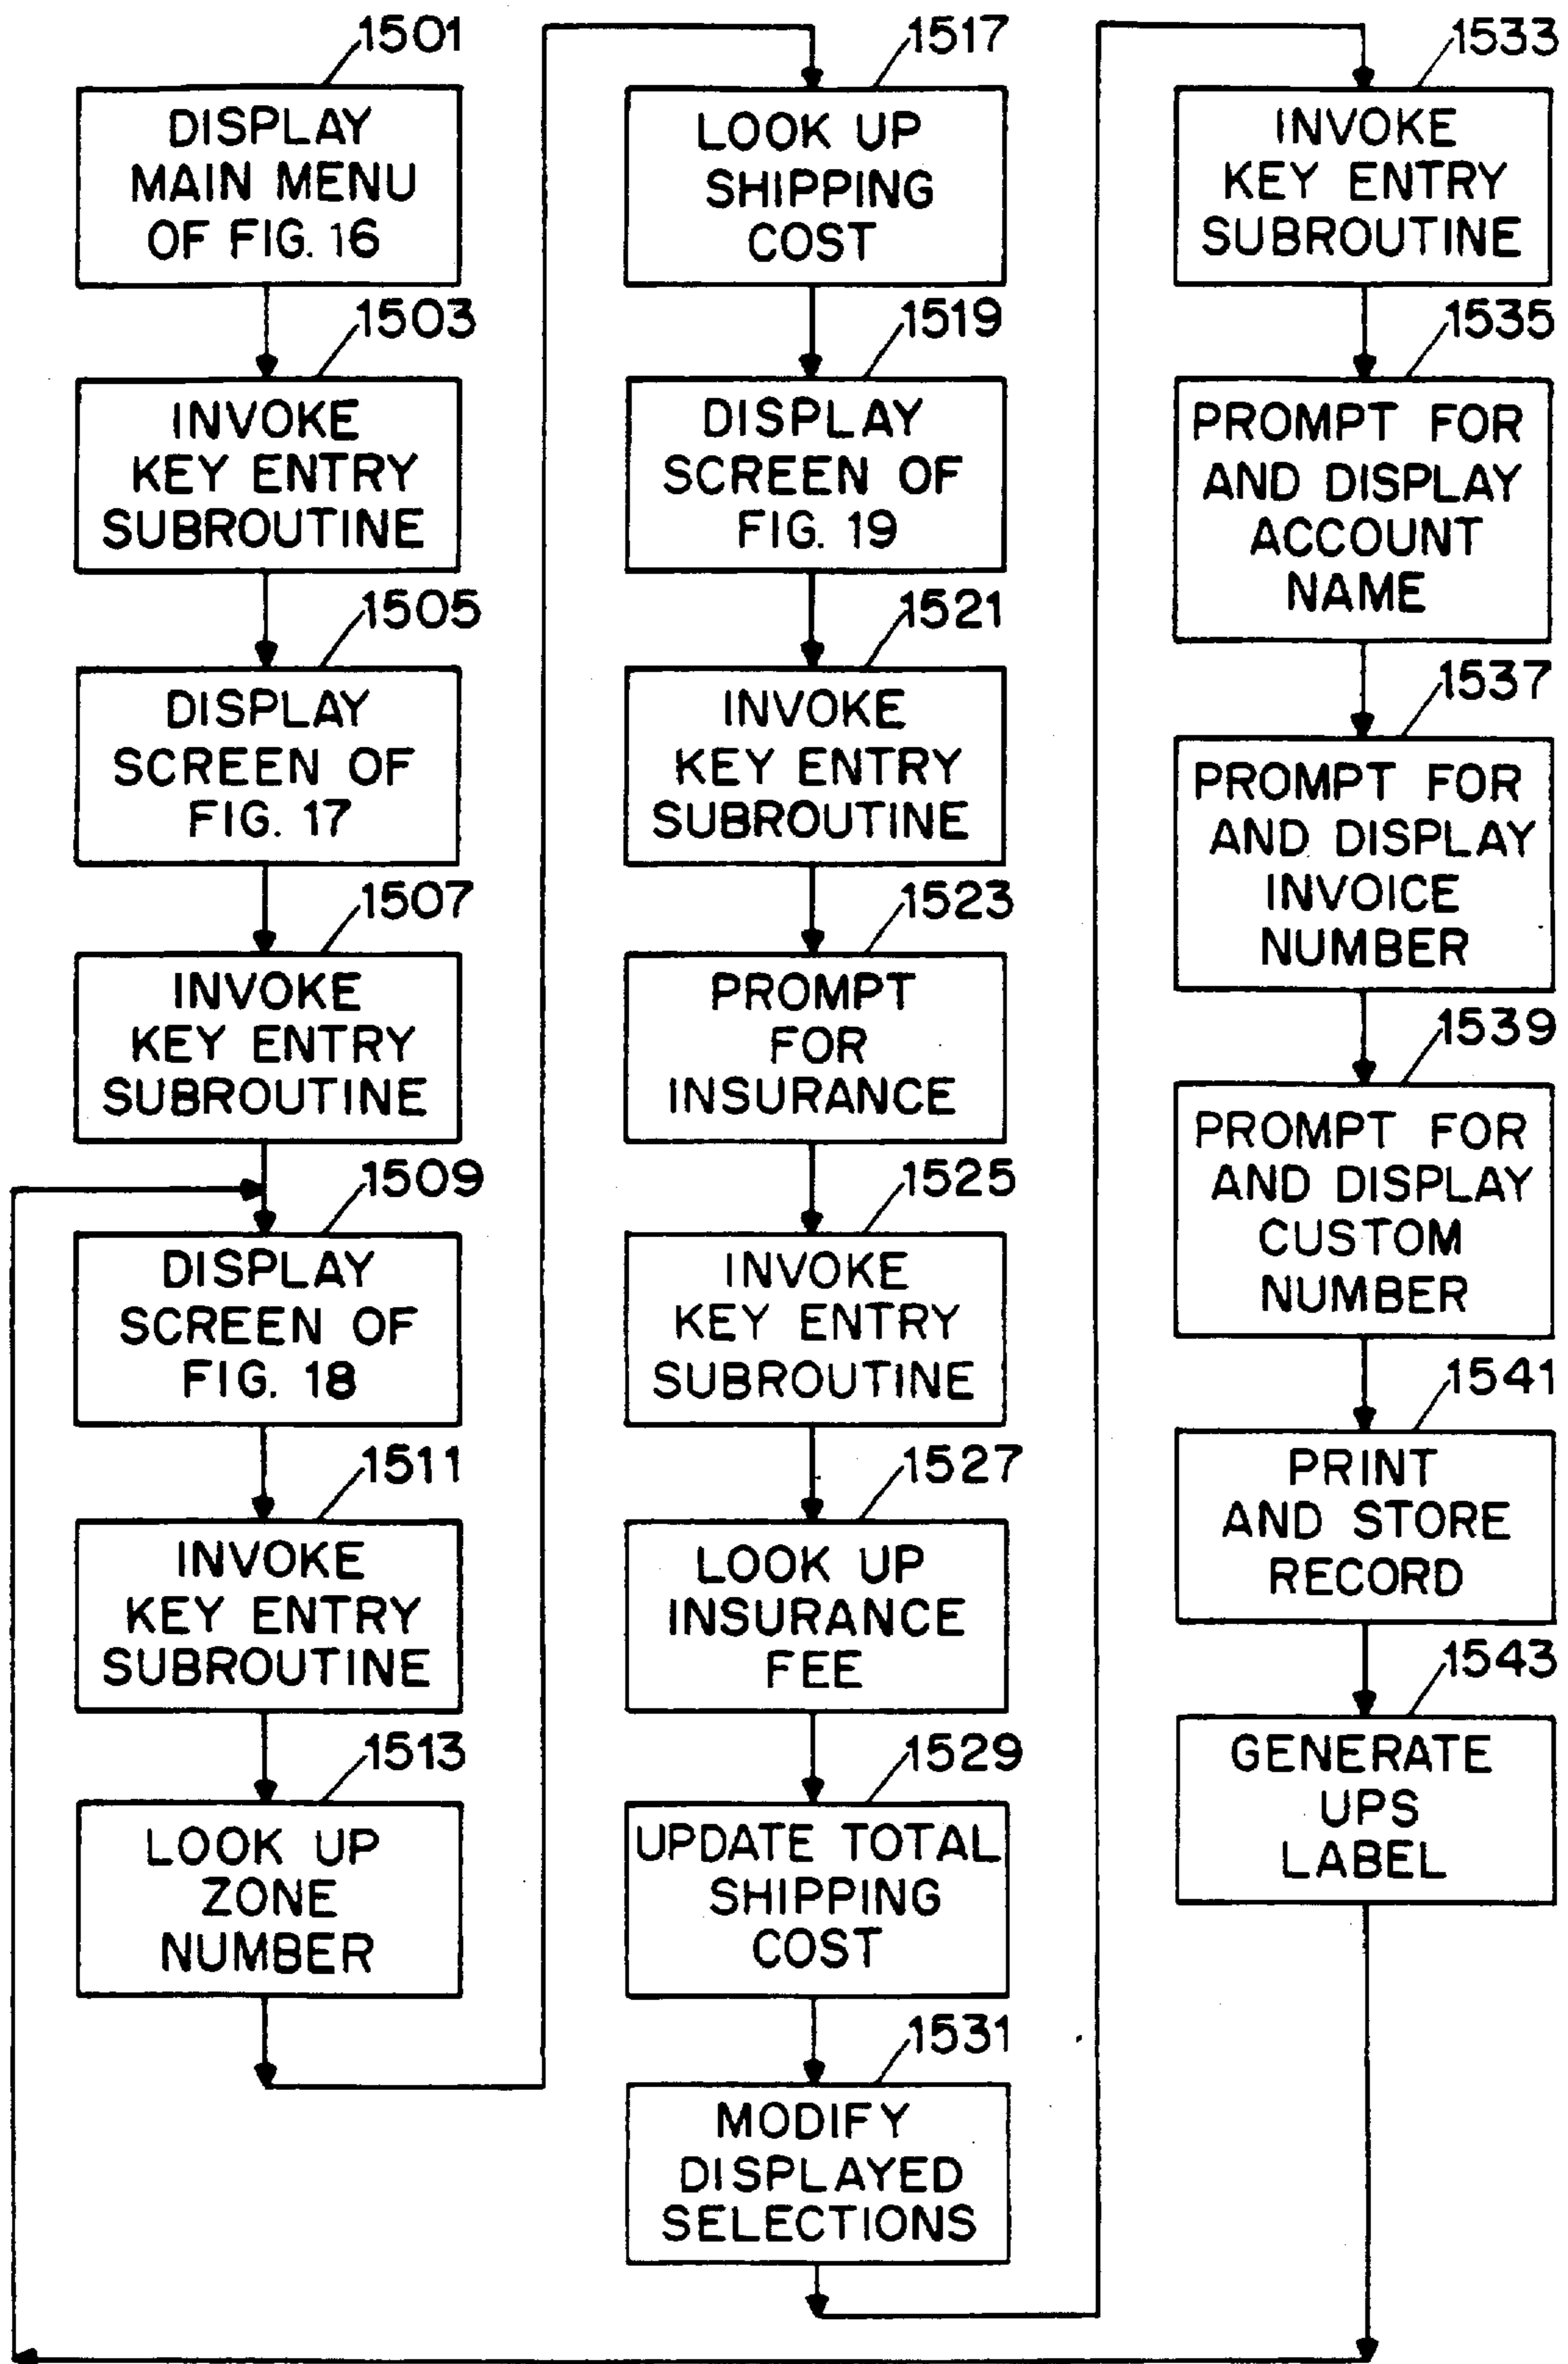 1501
DISPLAY
MAIN MENU
OF FIG. 16
1503
INVOKE
KEY ENTRY
SUBROUTINE
1505
DISPLAY
SCREEN OF
FIG. 17
1507
INVOKE
KEY ENTRY
SUBROUTINE
1509
DISPLAY
SCREEN OF
FIG. 18
1511
INVOKE
KEY ENTRY
SUBROUTINE
1513
LOOK UP
ZONE
NUMBER
1517
LOOK UP
SHIPPING
COST
1519
DISPLAY
SCREEN OF
FIG. 19
1521
INVOKE
KEY ENTRY
SUBROUTINE
1523
PROMPT
FOR
INSURANCE
1525
INVOKE
KEY ENTRY
SUBROUTINE
1527
LOOK UP
INSURANCE
FEE
1529
UPDATE TOTAL
SHIPPING
COST
1531
MODIFY
DISPLAYED
SELECTIONS
1533
INVOKE
KEY ENTRY
SUBROUTINE
1535
PROMPT FOR
AND DISPLAY
ACCOUNT
NAME
1537
PROMPT FOR
AND DISPLAY
INVOICE
NUMBER
1539
PROMPT FOR
AND DISPLAY
CUSTOM
NUMBER
1541
PRINT
AND STORE
RECORD
1543
GENERATE
UPS
LABEL